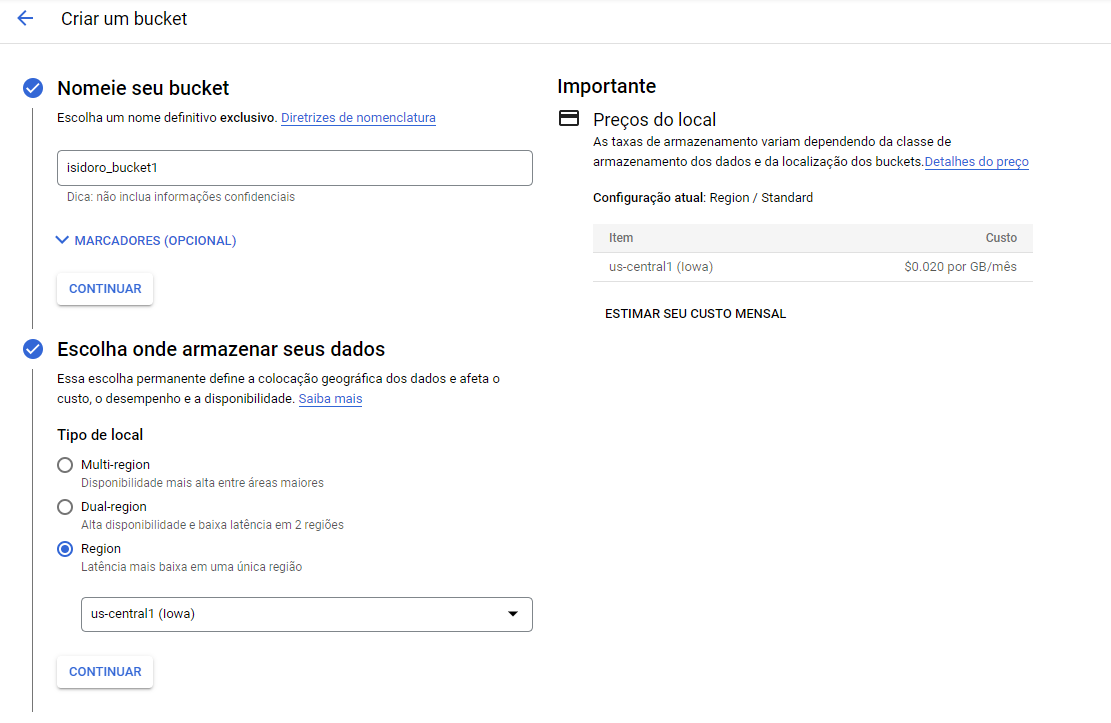 Criar um bucket
Nomeie seu bucket
Escolha um nome definitivo exclusivo. Diretrizes de nomenclatura
isidoro_bucket1
Dica: não inclua informações confidenciais
MARCADORES (OPCIONAL)
CONTINUAR
Escolha onde armazenar seus dados
Essa escolha permanente define a colocação geográfica dos dados e afeta o
custo, o desempenho e a disponibilidade. Saiba mais
Tipo de local
Multi-region
Disponibilidade mais alta entre áreas maiores
Dual-region
Alta disponibilidade e baixa latência em 2 regiões
Region
Latência mais baixa em uma única região
us-central1 (Iowa)
CONTINUAR
Importante
Preços do local
As taxas de armazenamento variam dependendo da classe de
armazenamento dos dados e da localização dos buckets.Detalhes do preço
Configuração atual: Region / Standard
Item Custo
us-central1 (Iowa) $0.020 por GB/mês
ESTIMAR SEU CUSTO MENSAL